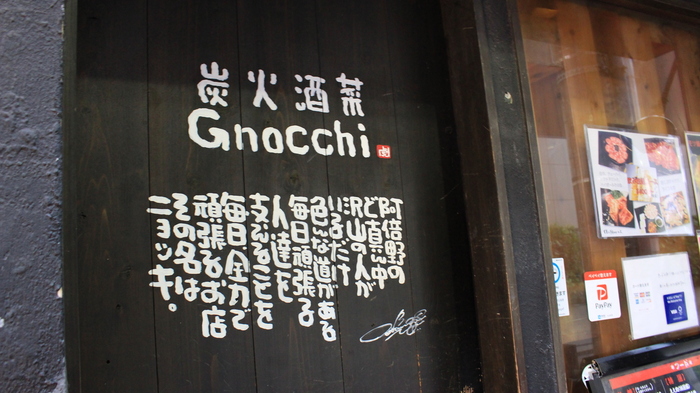 炭火酒菜
Gnocchi
阿倍野の
ど真ん中
沢山の人が
いるだけ
色んな道がある
毎日頑張る
人達を
支えることを
毎日全力で
頑張るお店
その名は
ニョッキ。
PayPay